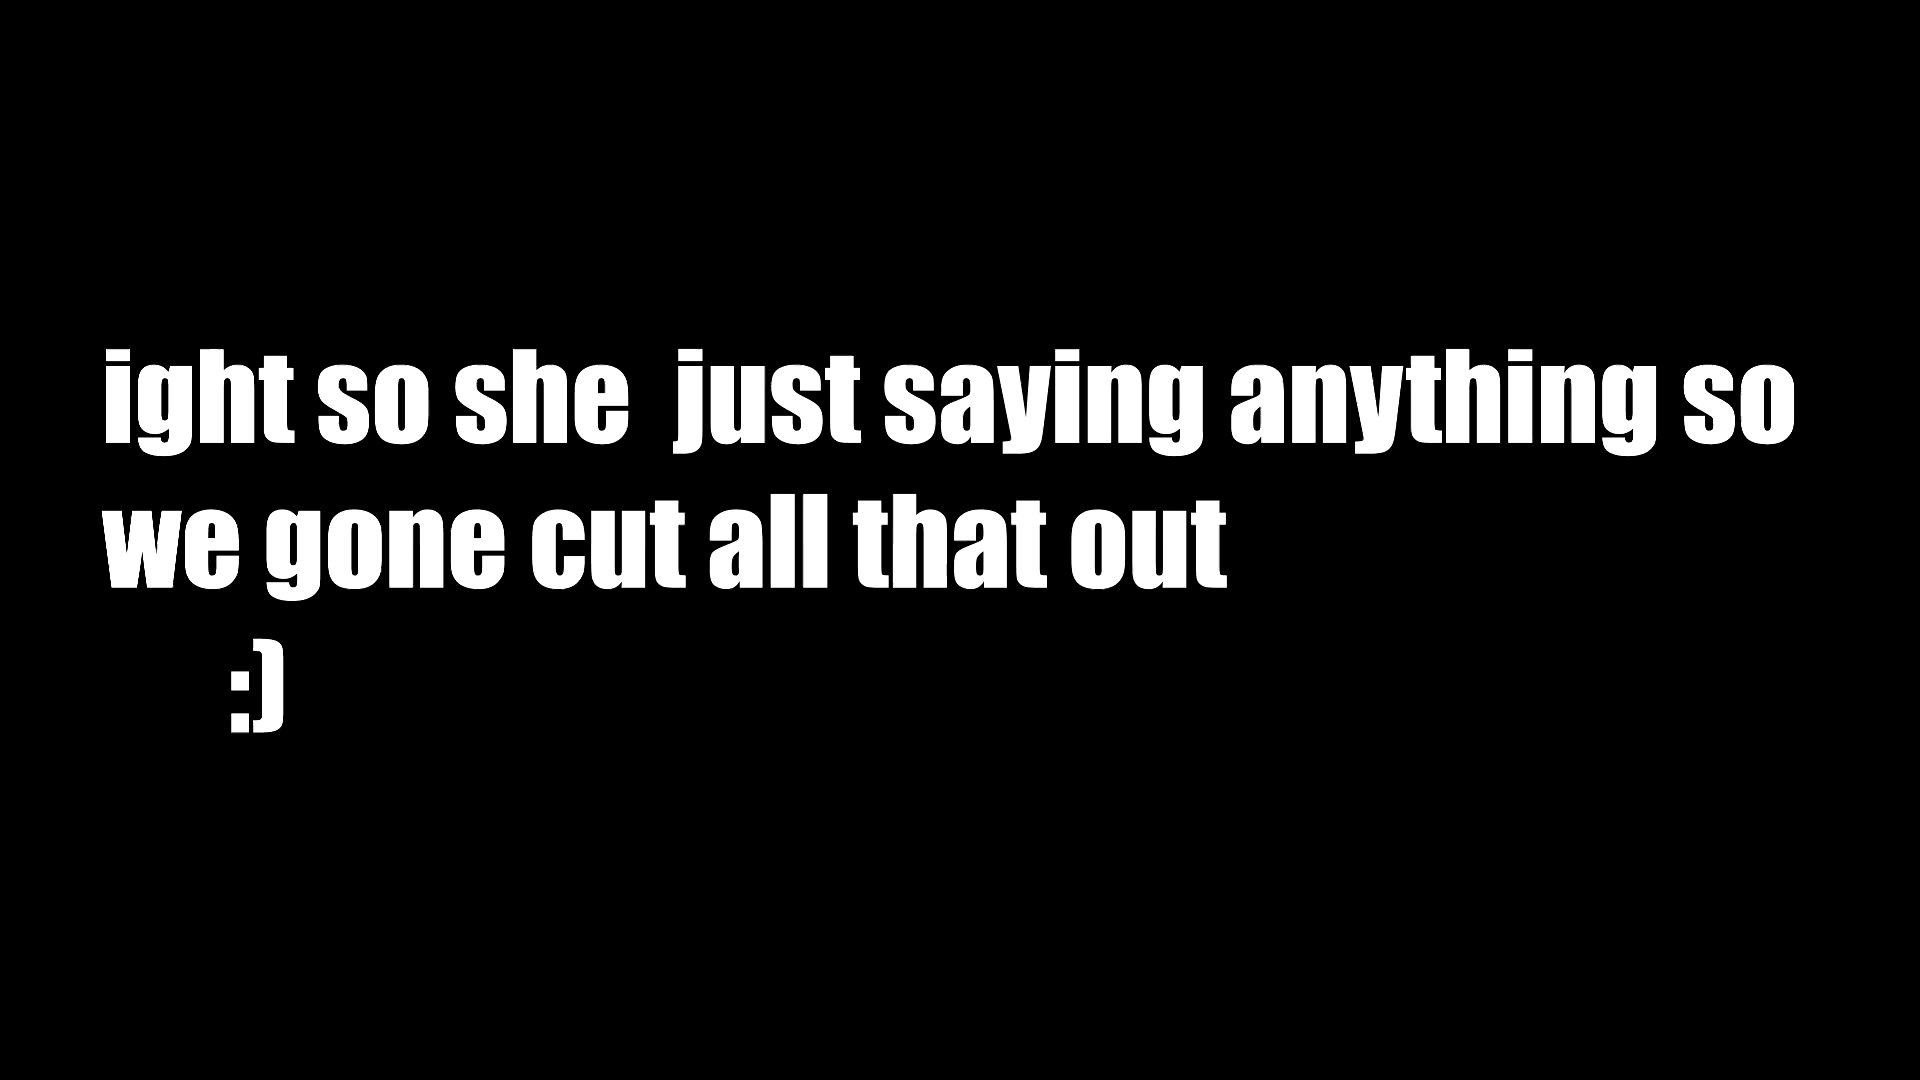 ight so she  just saying anything so
we gone cut all that out
:)